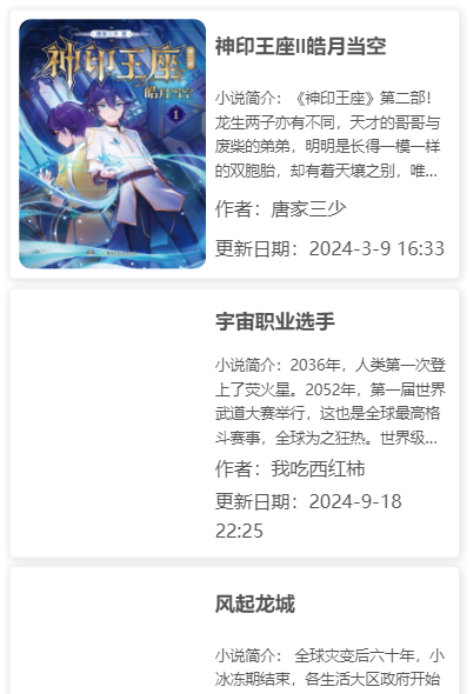 神印王座
皓月当空
1
神印王座II皓月当空
小说简介：《神印王座》第二部！
龙生两子亦有不同，天才的哥哥与
废柴的弟弟，明明是长得一模一样
的双胞胎，却有着天壤之别，唯...
作者：唐家三少
更新日期：2024-3-9 16:33
宇宙职业选手
小说简介：2036年，人类第一次登
上了荧火星。2052年，第一届世界
武道大赛举行，这也是全球最高格
斗赛事，全球为之狂热。世界级...
作者：我吃西红柿
更新日期：2024-9-18
22:25
风起龙城
小说简介： 全球灾变后六十年，小
冰冻期结束，各生活大区政府开始